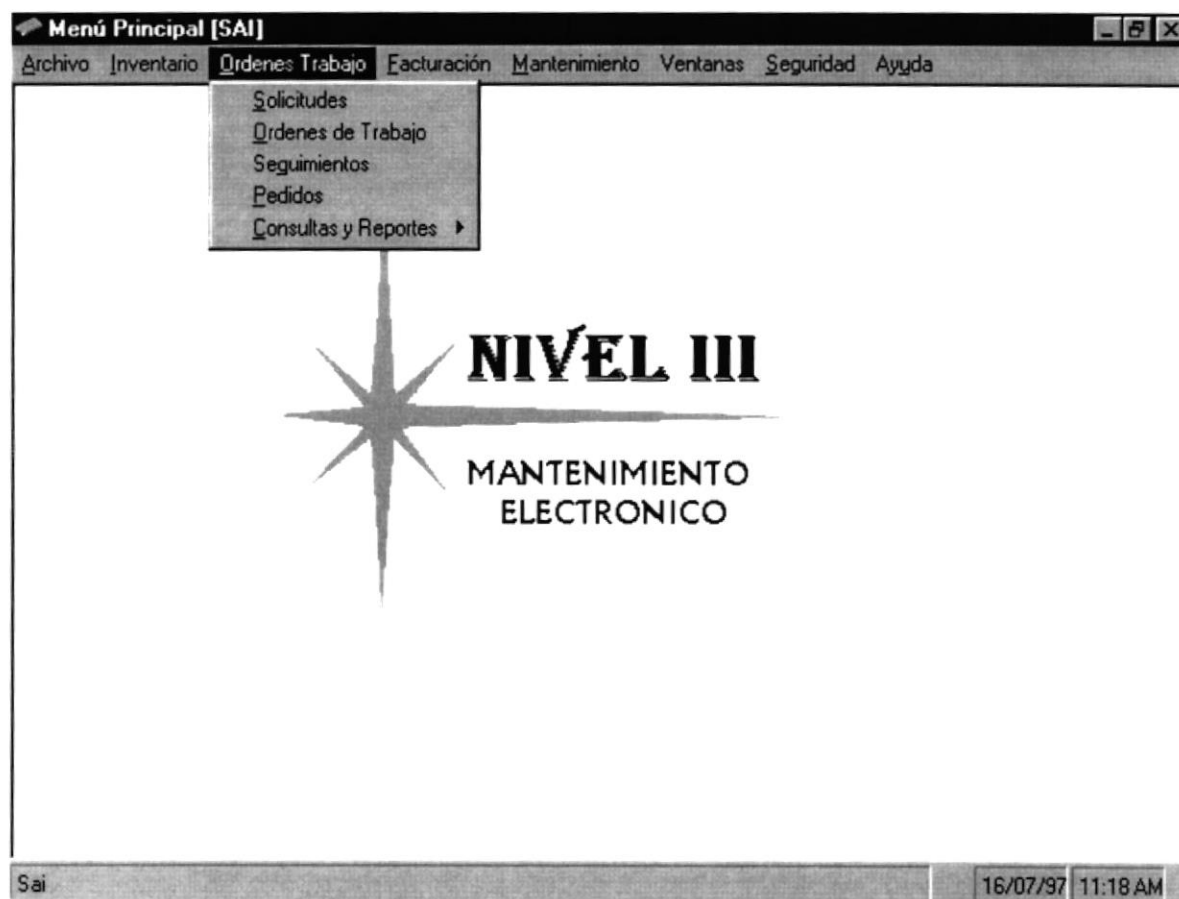 Menú Principal [SAI]
Archivo Inventario Ordenes Trabajo Facturación Mantenimiento Ventanas Seguridad Ayuda
Solicitudes
Ordenes de Trabajo
Seguimientos
Pedidos
Consultas y Reportes
NIVEL III
MANTENIMIENTO
ELECTRONICO
Sai 16/07/97 11:18 AM